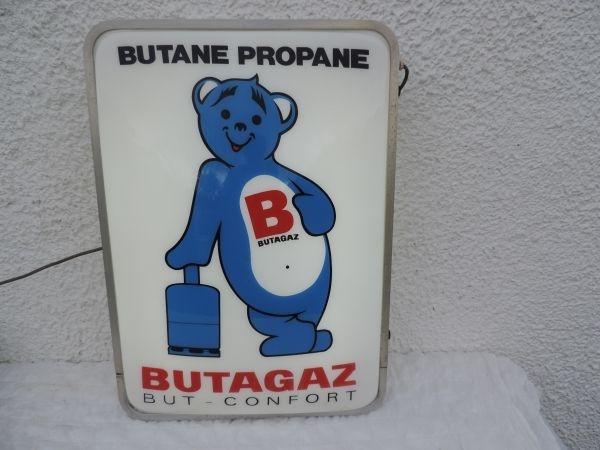 BUTANE PROPANE
B
BUTAGAZ
BUTAGAZ
BUT - CONFORT